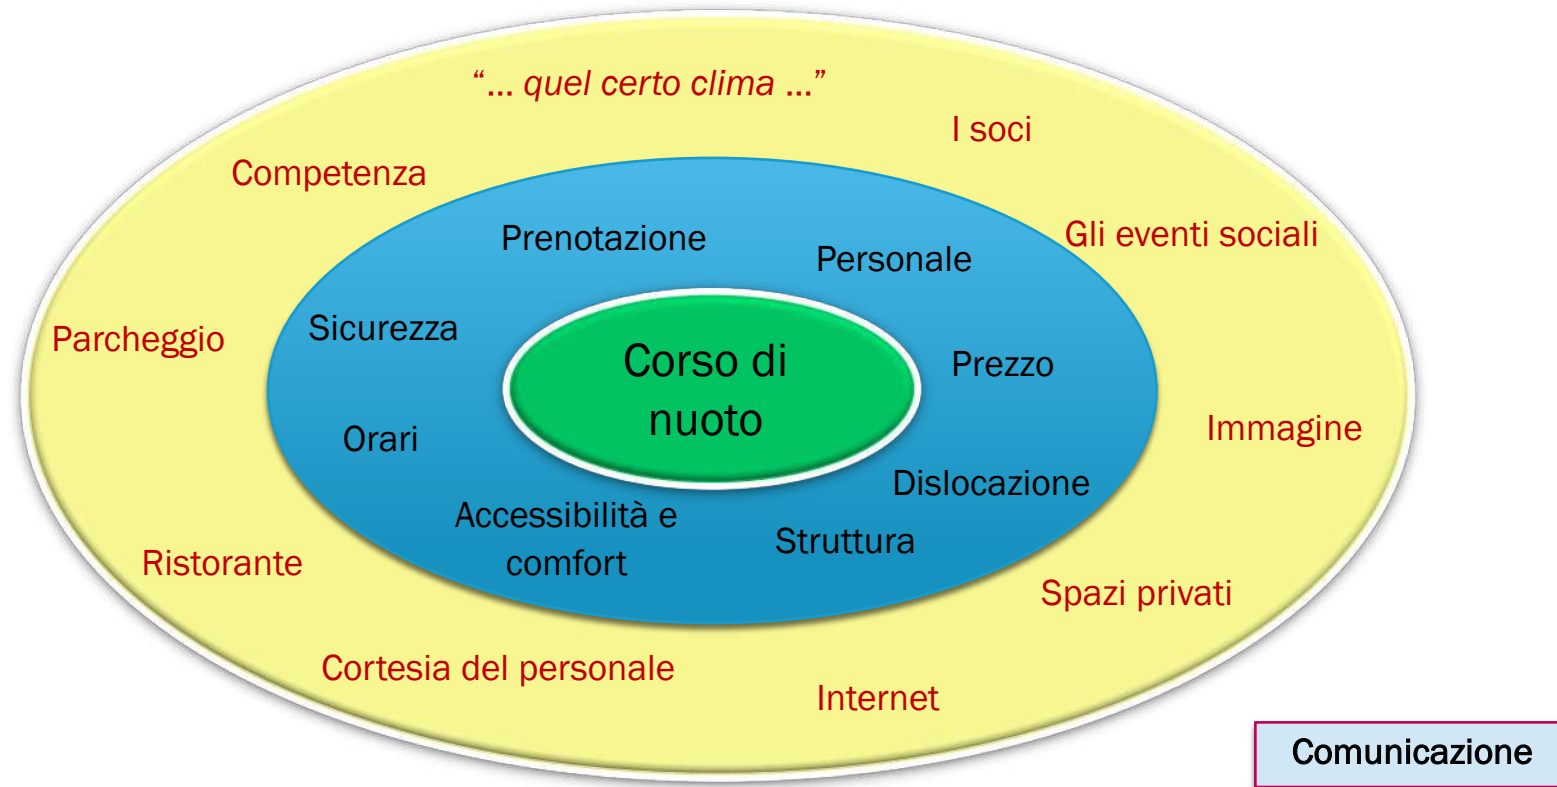 “... quel certo clima ...”
I soci
Competenza
Gli eventi sociali
Prenotazione
Personale
Sicurezza
Parcheggio
Corso di
nuoto
Prezzo
Immagine
Orari
Dislocazione
Accessibilità e
comfort
Struttura
Ristorante
Spazi privati
Cortesia del personale
Internet
Comunicazione